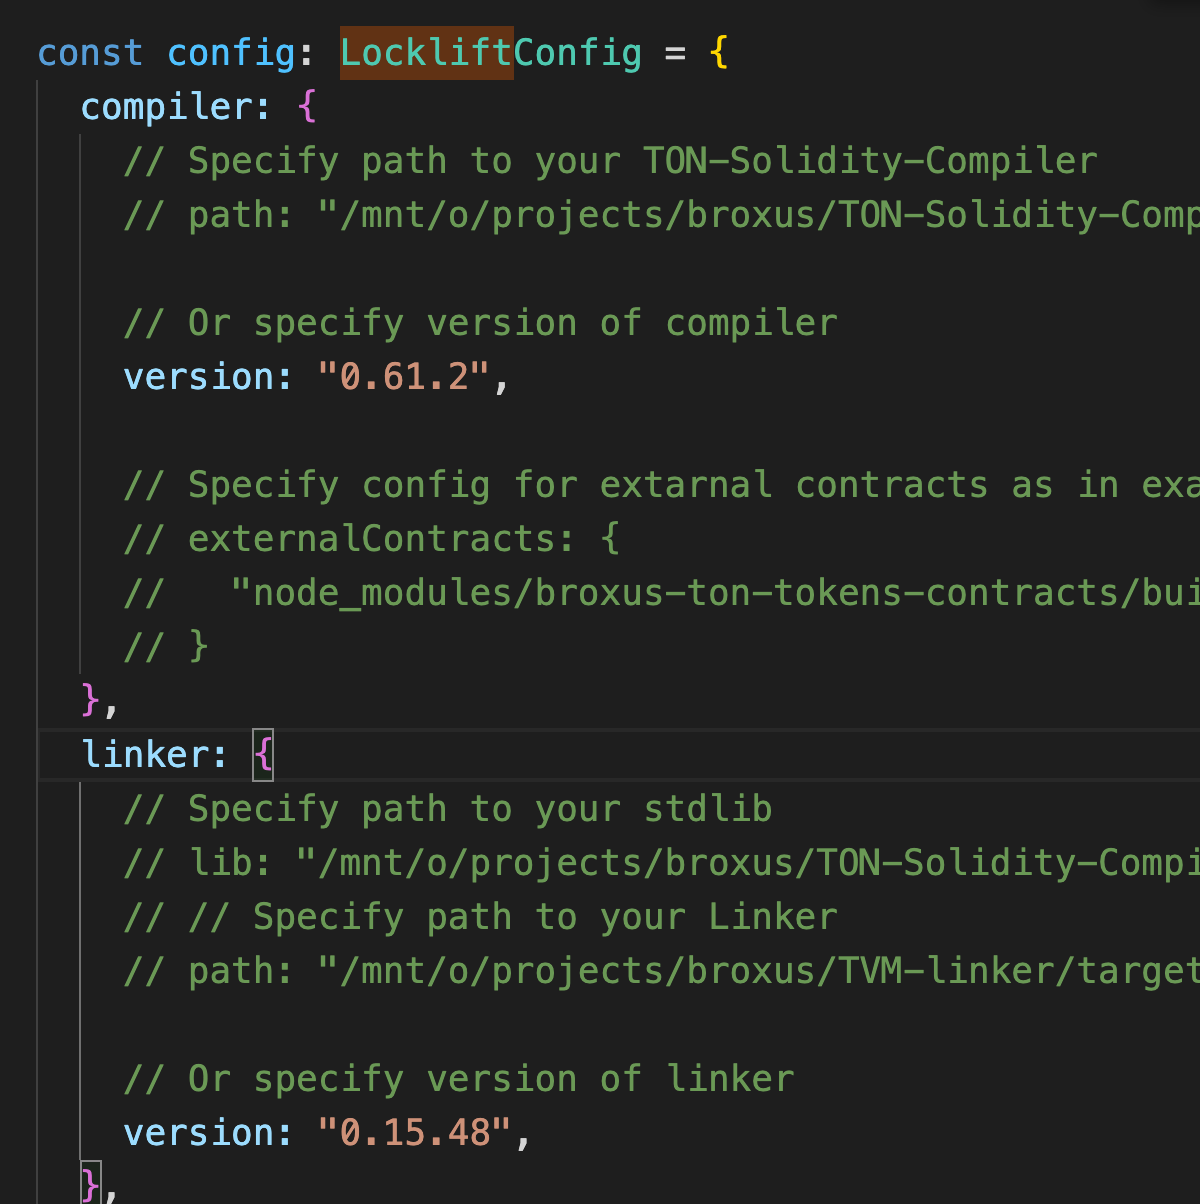 const config: LockliftConfig = {
compiler: {
// Specify path to your TON-Solidity-Compiler
// path: "/mnt/o/projects/broxus/TON-Solidity-Comp
// Or specify version of compiler
version: "0.61.2",
// Specify config for extarnal contracts as in exa
// externalContracts: {
//   "node_modules/broxus-ton-tokens-contracts/bui
// }
},
linker: {
// Specify path to your stdlib
// lib: "/mnt/o/projects/broxus/TON-Solidity-Compi
// // Specify path to your Linker
// path: "/mnt/o/projects/broxus/TVM-linker/target
// Or specify version of linker
version: "0.15.48",
},